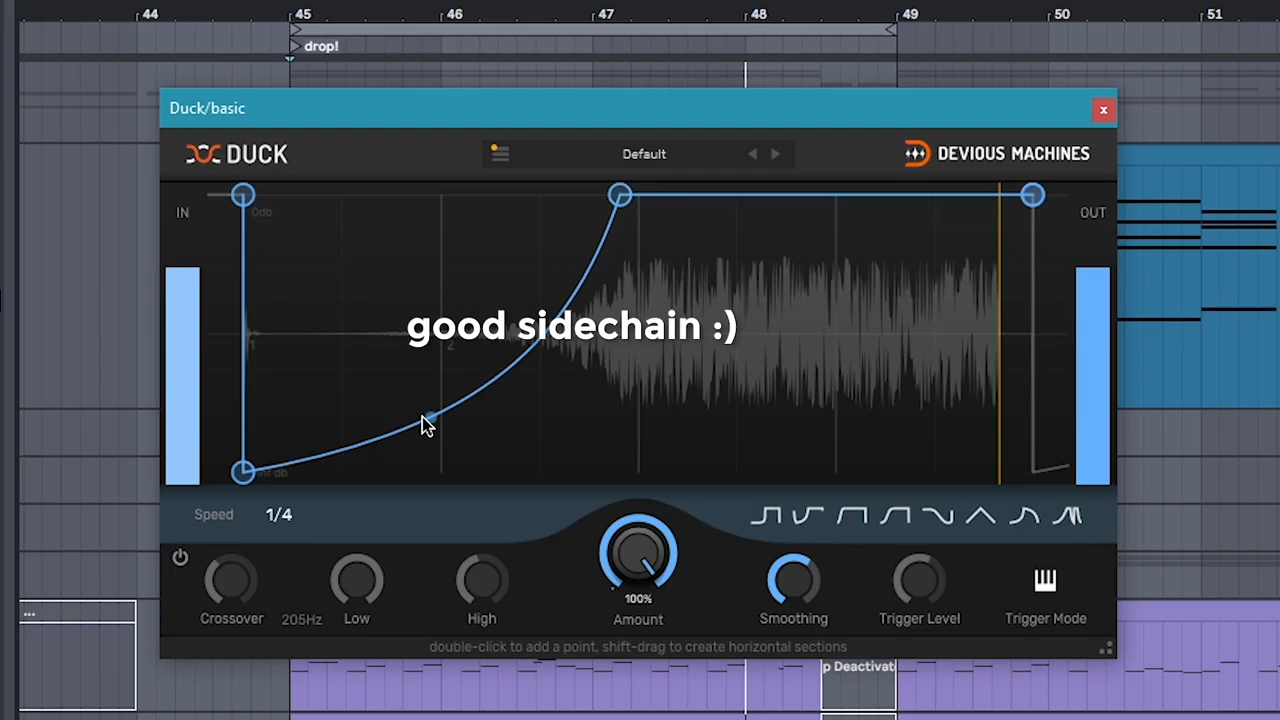 44 45 46 47 48 49 50 51
drop!
Duck/basic
x
DUCK
Default
DEVIOUS MACHINES
IN
0db
OUT
good sidechain :)
1
2
Speed 1/4
100%
Crossover 205Hz Low High Amount Smoothing Trigger Level Trigger Mode
double-click to add a point, shift-drag to create horizontal sections
...
p Deactivat